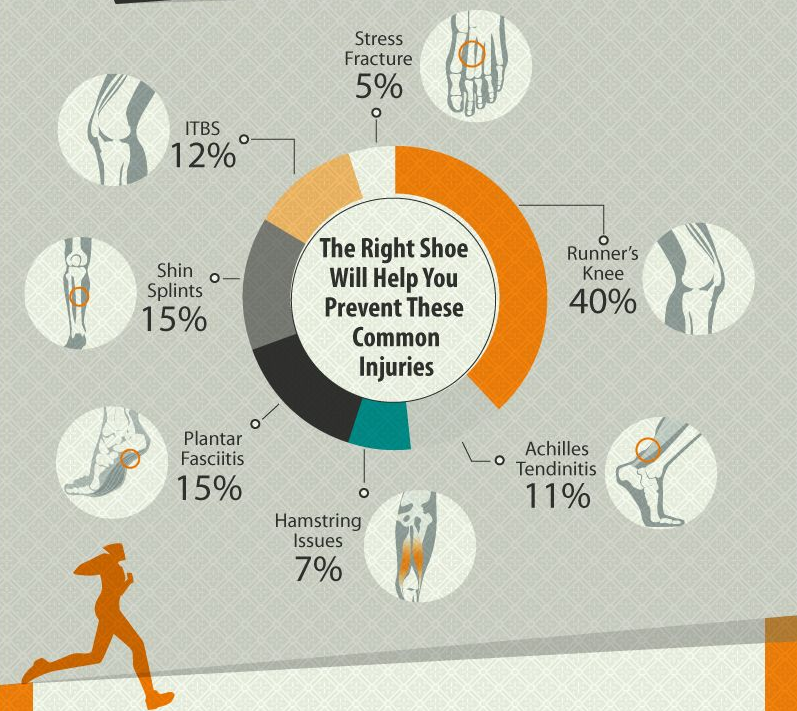 Stress
Fracture
5%
ITBS
12%
The Right Shoe
Will Help You
Prevent These
Common
Injuries
Runner's
Knee
40%
Shin
Splints
15%
Plantar
Fasciitis
15%
Achilles
Tendinitis
11%
Hamstring
Issues
7%